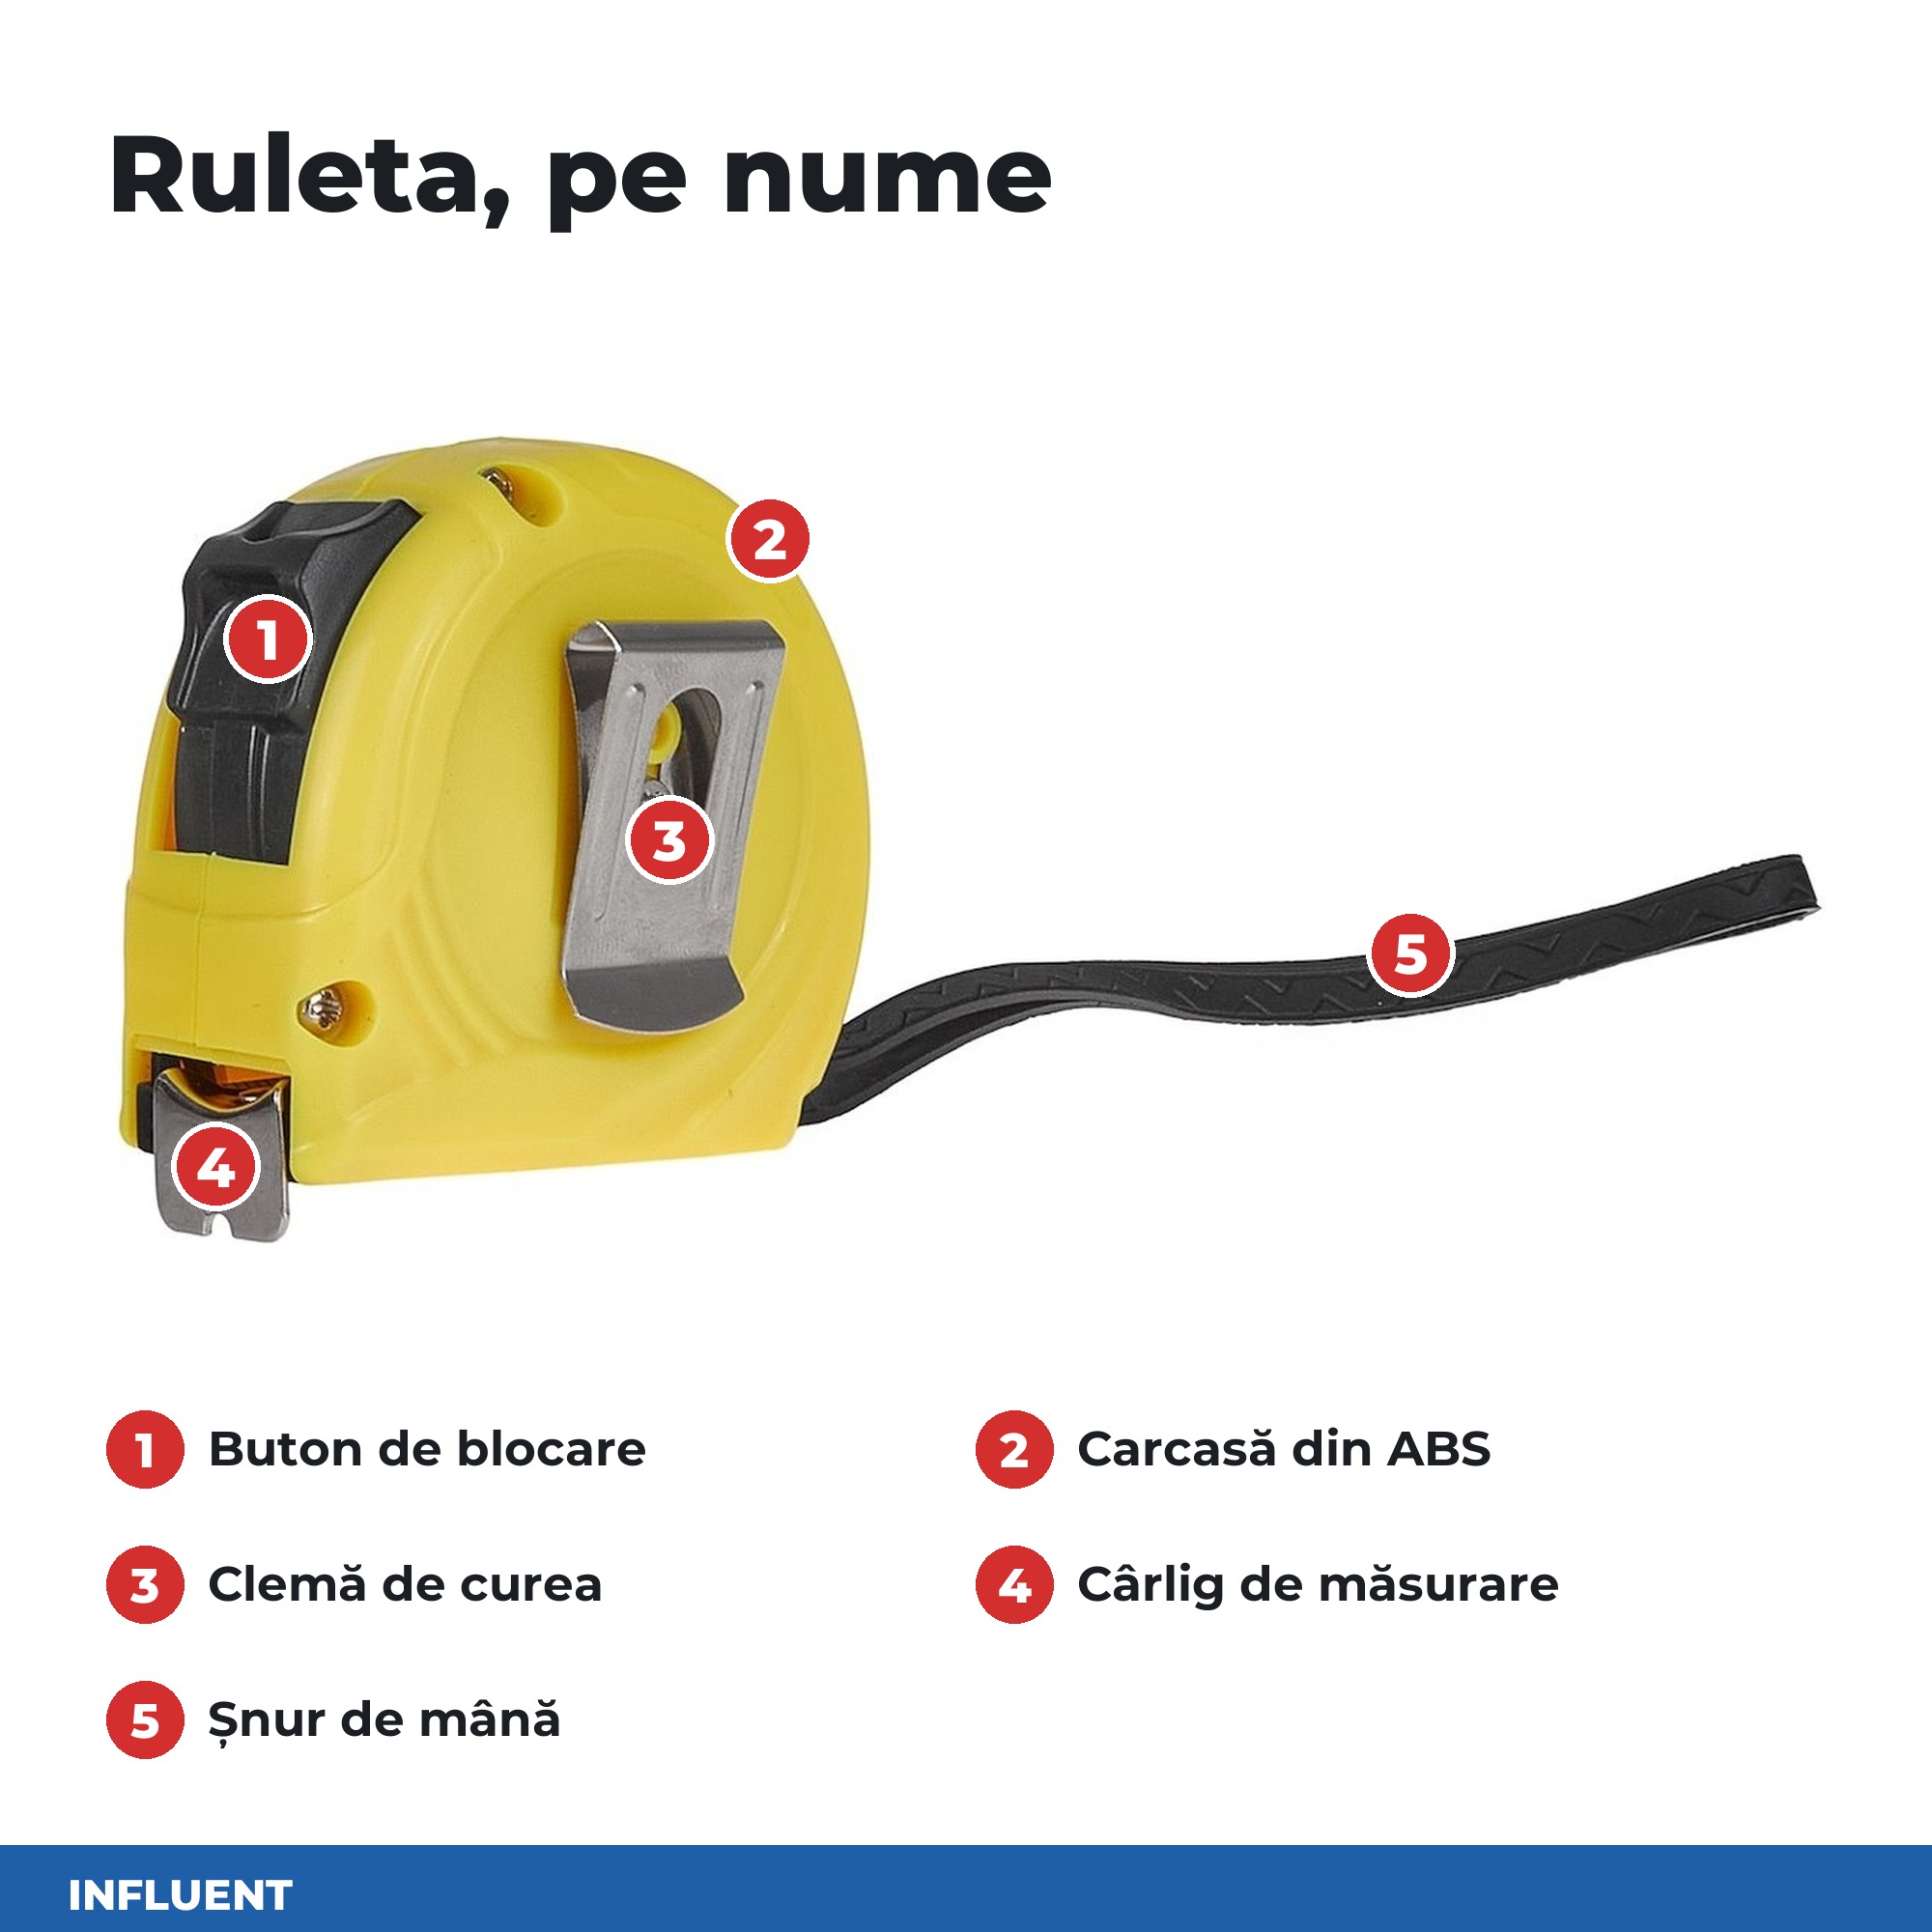 Ruleta, pe nume
2
1
3
5
4
1 Buton de blocare
2 Carcasă din ABS
3 Clemă de curea
4 Cârlig de măsurare
5 Șnur de mână
INFLUENT